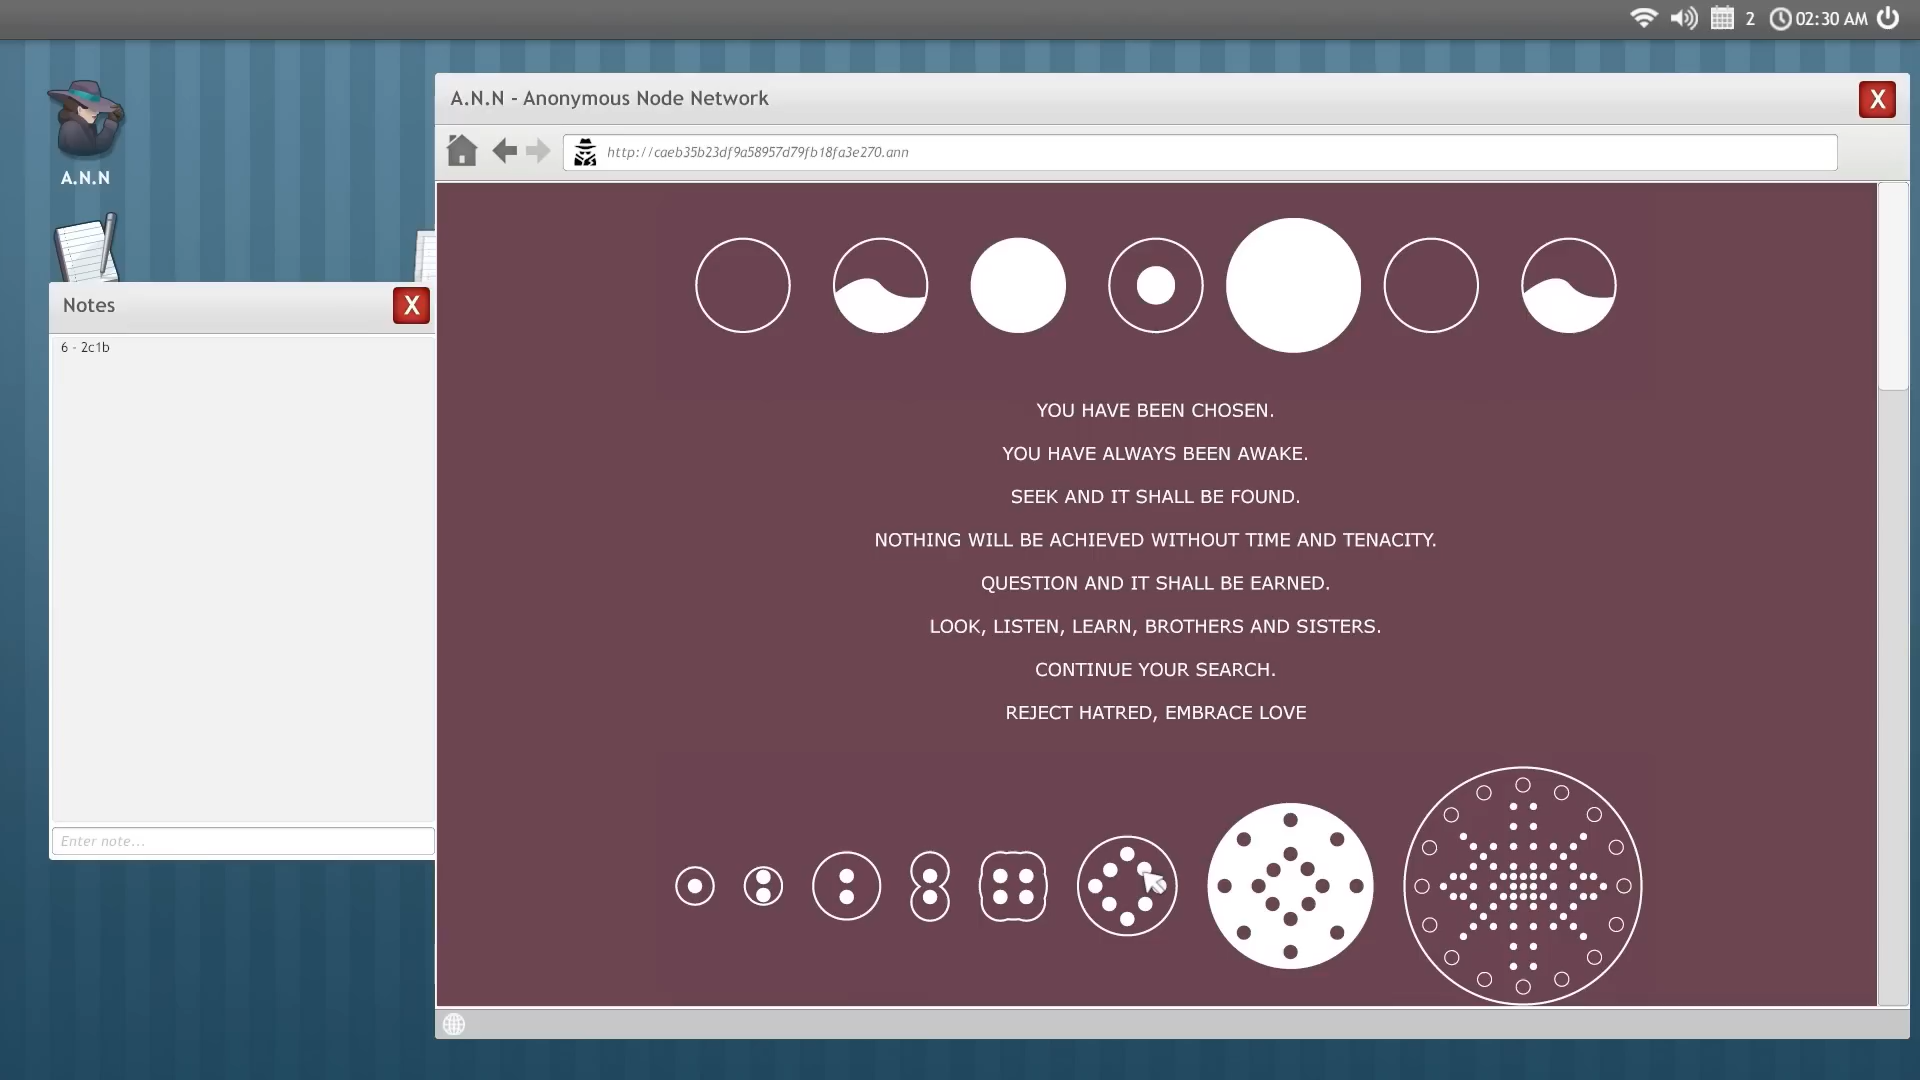 2
02:30 AM
A.N.N
A.N.N - Anonymous Node Network
X
http://caeb35b23df9a58957d79fb18fa3e270.ann
Notes
X
6 - 2c1b
Enter note...
YOU HAVE BEEN CHOSEN.
YOU HAVE ALWAYS BEEN AWAKE.
SEEK AND IT SHALL BE FOUND.
NOTHING WILL BE ACHIEVED WITHOUT TIME AND TENACITY.
QUESTION AND IT SHALL BE EARNED.
LOOK, LISTEN, LEARN, BROTHERS AND SISTERS.
CONTINUE YOUR SEARCH.
REJECT HATRED, EMBRACE LOVE